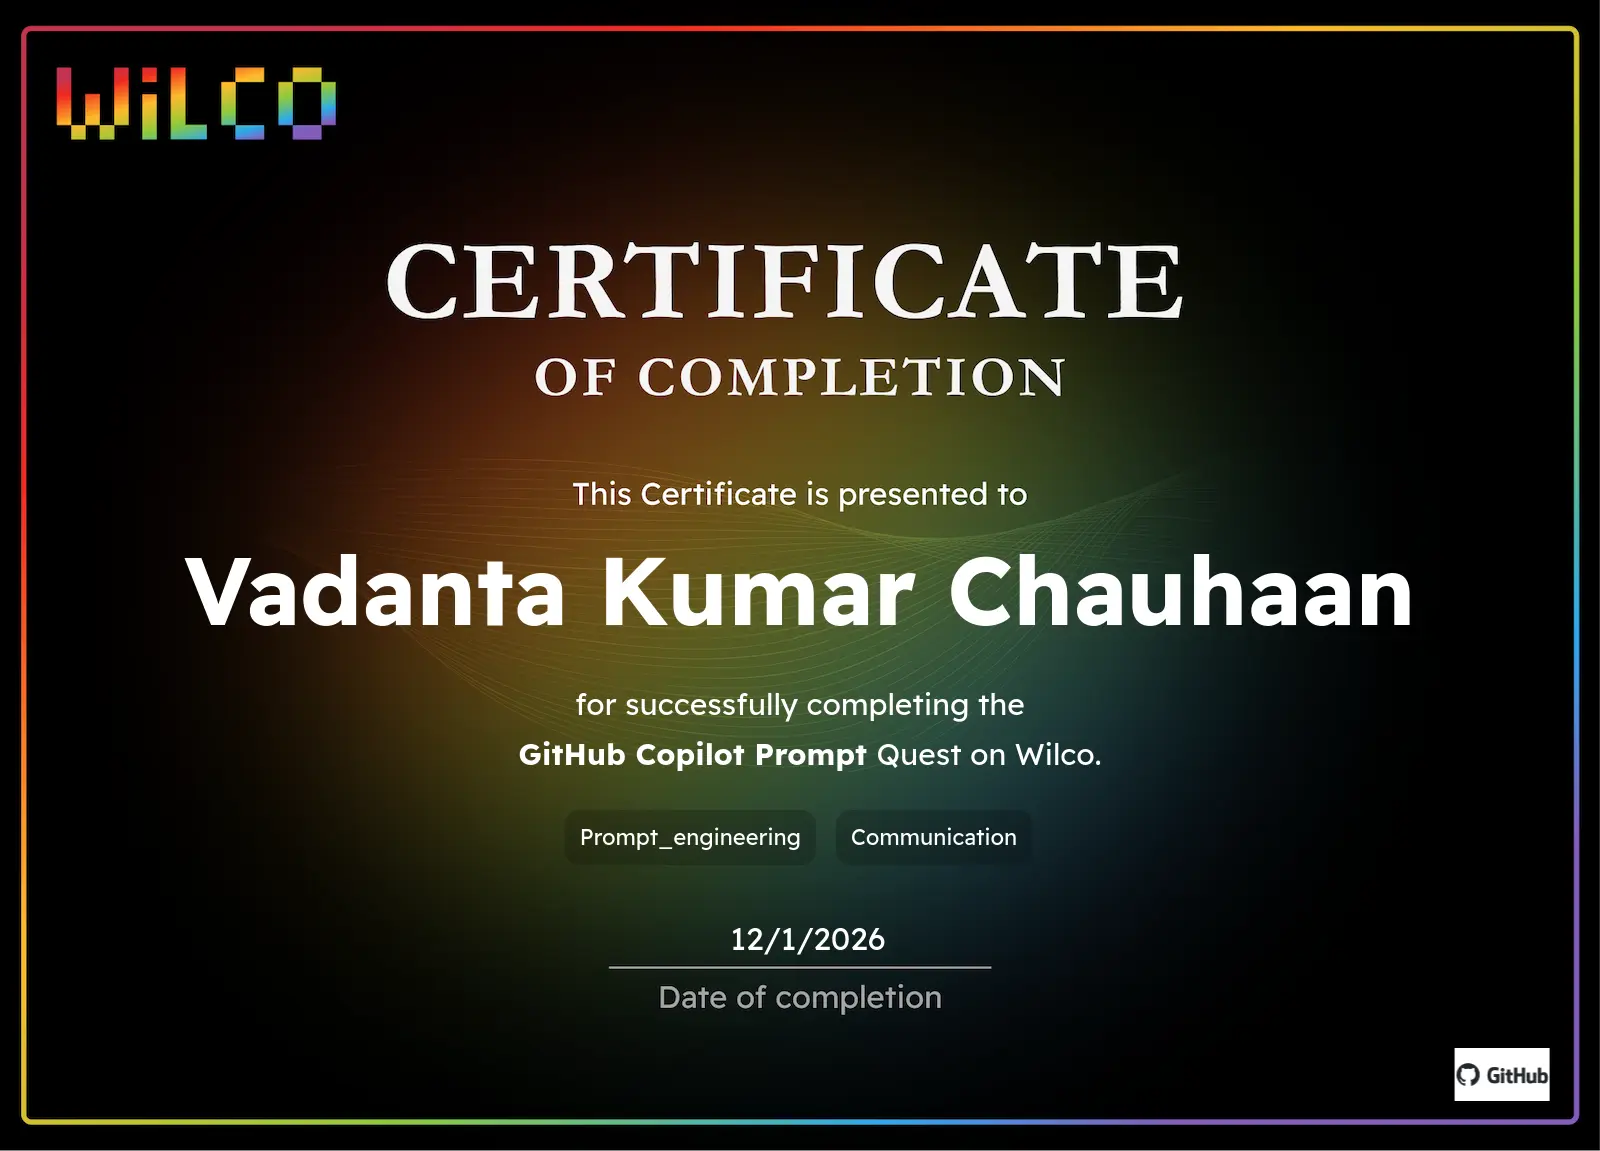 WiLCO
CERTIFICATE
OF COMPLETION
This Certificate is presented to
Vadanta Kumar Chauhaan
for successfully completing the
GitHub Copilot Prompt Quest on Wilco.
Prompt_engineering Communication
12/1/2026
Date of completion
GitHub